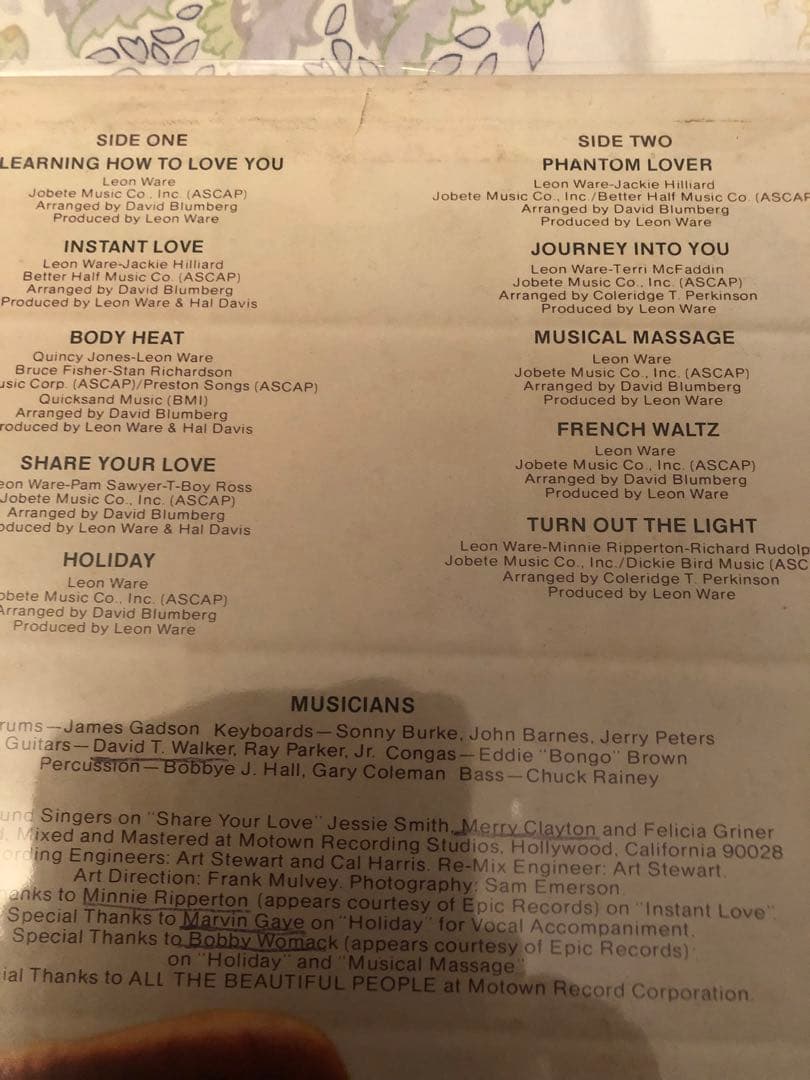 SIDE ONE
LEARNING HOW TO LOVE YOU
Leon Ware
Jobete Music Co., Inc. (ASCAP)
Arranged by David Blumberg
Produced by Leon Ware
INSTANT LOVE
Leon Ware-Jackie Hilliard
Better Half Music Co. (ASCAP)
Arranged by David Blumberg
Produced by Leon Ware & Hal Davis
BODY HEAT
Quincy Jones-Leon Ware
Bruce Fisher-Stan Richardson
usic Corp. (ASCAP)/Preston Songs (ASCAP)
Quicksand Music (BMI)
Arranged by David Blumberg
roduced by Leon Ware & Hal Davis
SHARE YOUR LOVE
eon Ware-Pam Sawyer-T-Boy Ross
Jobete Music Co., Inc. (ASCAP)
Arranged by David Blumberg
oduced by Leon Ware & Hal Davis
HOLIDAY
Leon Ware
obete Music Co., Inc. (ASCAP)
Arranged by David Blumberg
Produced by Leon Ware
SIDE TWO
PHANTOM LOVER
Leon Ware-Jackie Hilliard
Jobete Music Co., Inc./Better Half Music Co. (ASCAP
Arranged by David Blumberg
Produced by Leon Ware
JOURNEY INTO YOU
Leon Ware-Terri McFaddin
Jobete Music Co., Inc. (ASCAP)
Arranged by Coleridge T. Perkinson
Produced by Leon Ware
MUSICAL MASSAGE
Leon Ware
Jobete Music Co., Inc. (ASCAP)
Arranged by David Blumberg
Produced by Leon Ware
FRENCH WALTZ
Leon Ware
Jobete Music Co., Inc. (ASCAP)
Arranged by David Blumberg
Produced by Leon Ware
TURN OUT THE LIGHT
Leon Ware-Minnie Ripperton-Richard Rudolp
Jobete Music Co., Inc./Dickie Bird Music (ASC
Arranged by Coleridge T. Perkinson
Produced by Leon Ware
MUSICIANS
rums—James Gadson Keyboards—Sonny Burke, John Barnes, Jerry Peters
Guitars—David T. Walker, Ray Parker, Jr. Congas—Eddie "Bongo" Brown
Percussion—Bobbye J. Hall, Gary Coleman Bass—Chuck Rainey
und Singers on "Share Your Love" Jessie Smith, Merry Clayton and Felicia Griner
d, Mixed and Mastered at Motown Recording Studios, Hollywood, California 90028
ording Engineers: Art Stewart and Cal Harris. Re-Mix Engineer: Art Stewart.
Art Direction: Frank Mulvey. Photography: Sam Emerson.
anks to Minnie Ripperton (appears courtesy of Epic Records) on "Instant Love".
Special Thanks to Marvin Gaye on "Holiday" for Vocal Accompaniment.
Special Thanks to Bobby Womack (appears courtesy of Epic Records)
on "Holiday" and "Musical Massage"
ial Thanks to ALL THE BEAUTIFUL PEOPLE at Motown Record Corporation.